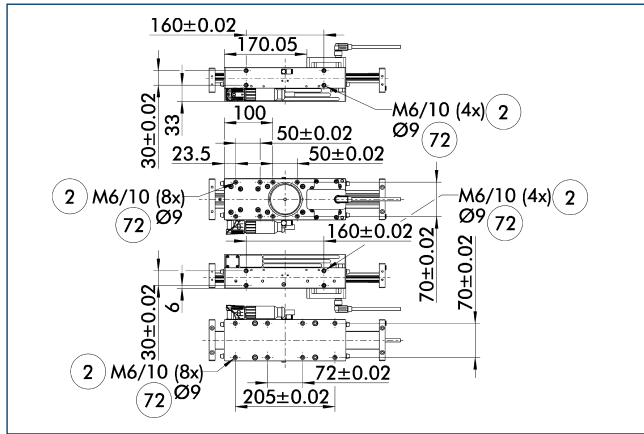 160±0.02
170.05
30±0.02
33
M6/10 (4x) 2
Ø9 72
100
50±0.02
23.5
50±0.02
2 M6/10 (8x)
72 Ø9
M6/10 (4x) 2
Ø9 72
160±0.02
70±0.02
70±0.02
30±0.02
6
2 M6/10 (8x)
72 Ø9
72±0.02
205±0.02